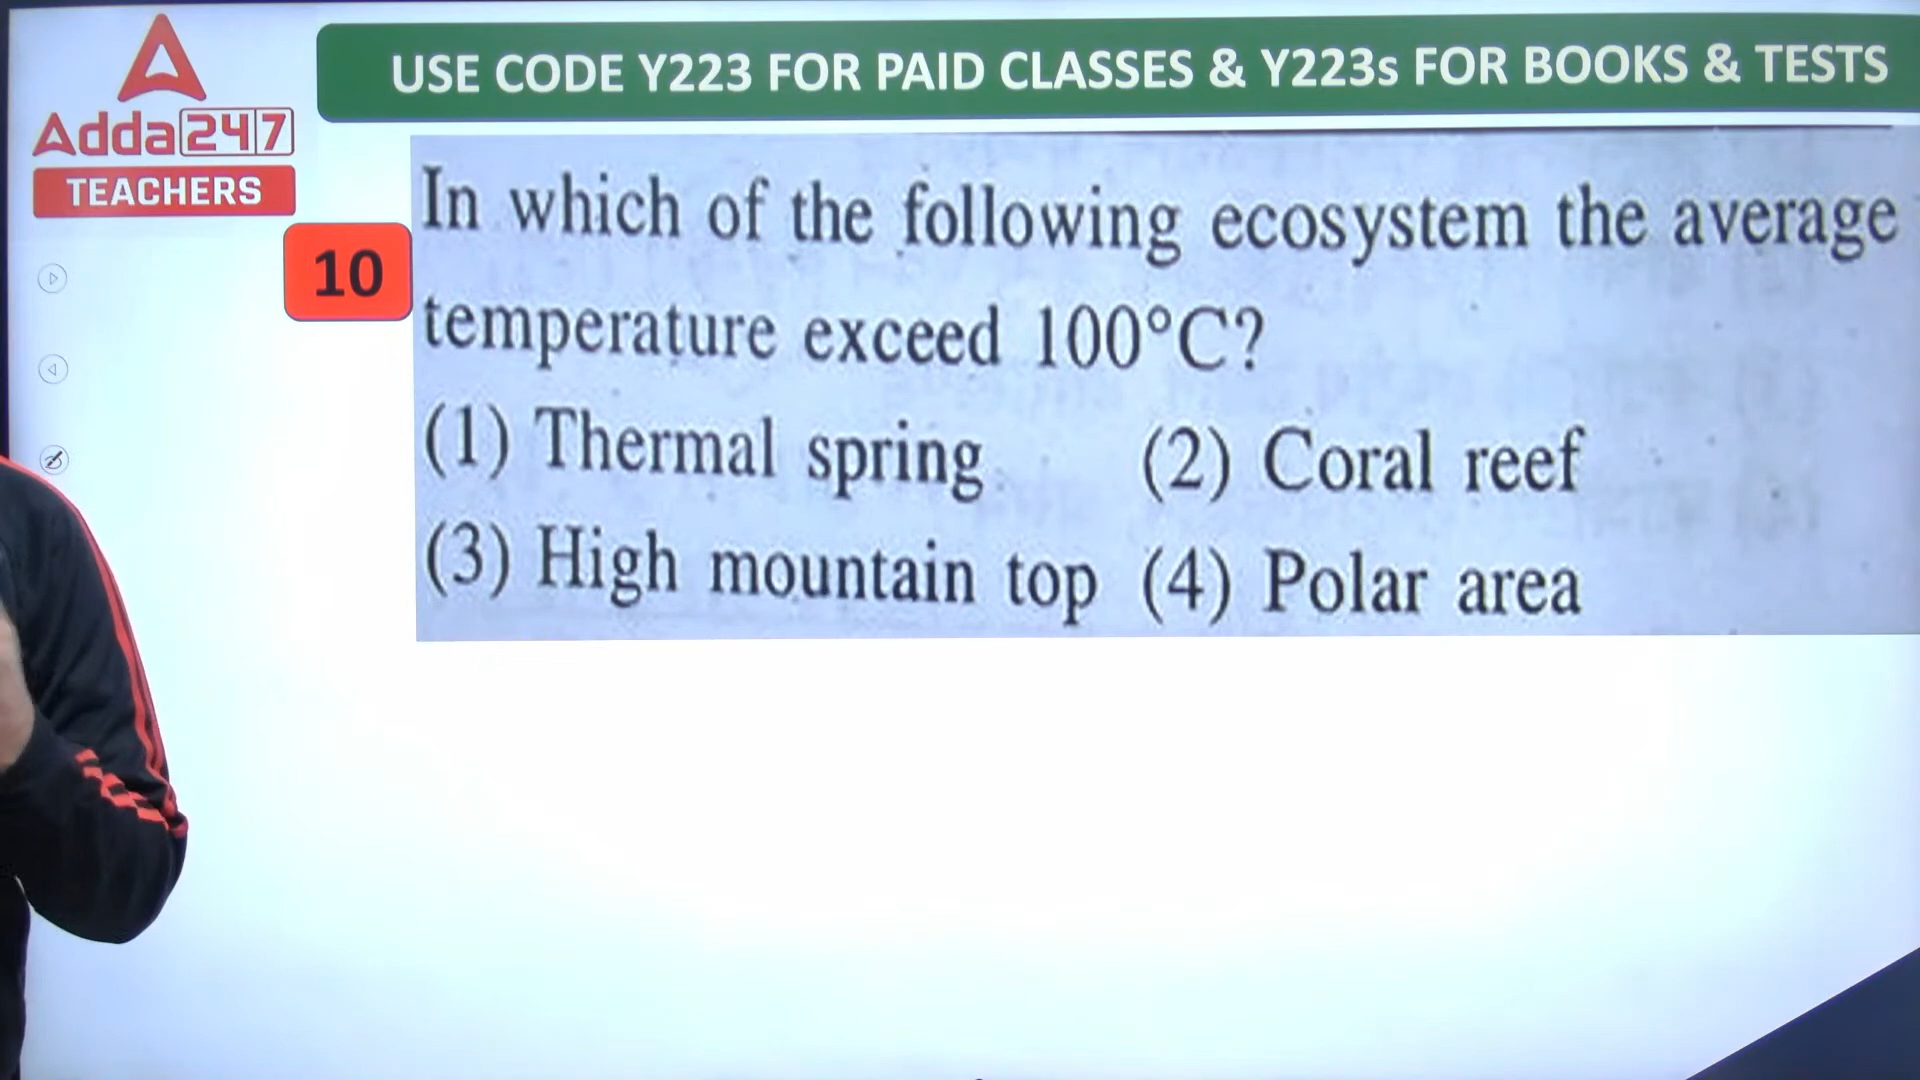 USE CODE Y223 FOR PAID CLASSES & Y223s FOR BOOKS & TESTS
Adda247
TEACHERS
10
In which of the following ecosystem the average
temperature exceed 100°C?
(1) Thermal spring (2) Coral reef
(3) High mountain top (4) Polar area